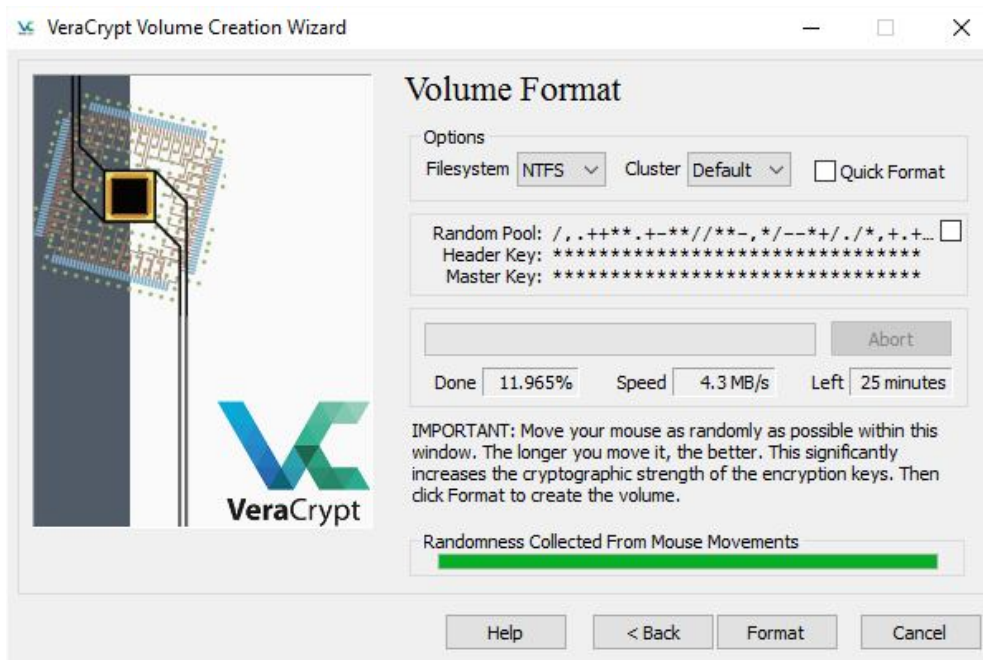 VeraCrypt Volume Creation Wizard
Volume Format
Options
Filesystem NTFS Cluster Default Quick Format
Random Pool: /,.++**.+-**//**-,*/--*+/./*,+.+...
Header Key: ********************************
Master Key: ********************************
Abort
Done 11.965% Speed 4.3 MB/s Left 25 minutes
IMPORTANT: Move your mouse as randomly as possible within this
window. The longer you move it, the better. This significantly
increases the cryptographic strength of the encryption keys. Then
click Format to create the volume.
VeraCrypt
Randomness Collected From Mouse Movements
Help < Back Format Cancel